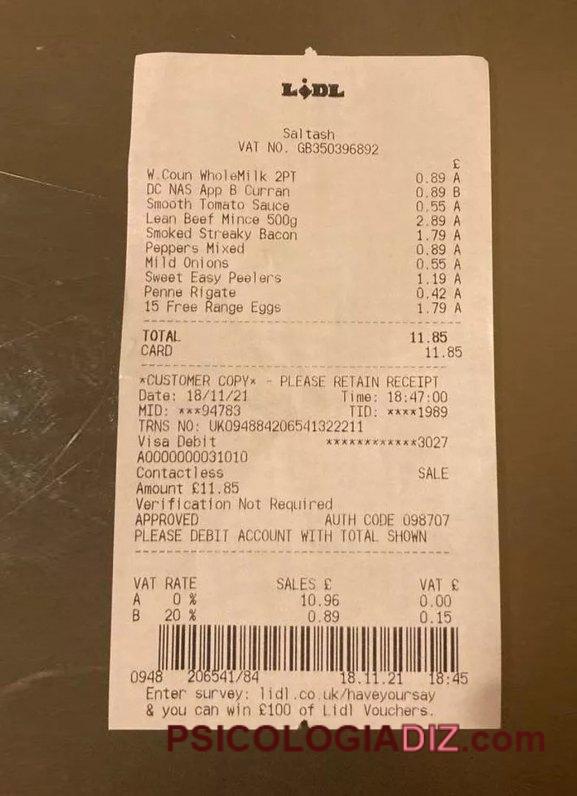 LIDL
Saltash
VAT NO. GB350396892
£
W.Coun WholeMilk 2PT 0.89 A
DC NAS App B Curran 0.89 B
Smooth Tomato Sauce 0.55 A
Lean Beef Mince 500g 2.89 A
Smoked Streaky Bacon 1.79 A
Peppers Mixed 0.89 A
Mild Onions 0.55 A
Sweet Easy Peelers 1.19 A
Penne Rigate 0.42 A
15 Free Range Eggs 1.79 A
TOTAL 11.85
CARD 11.85
*CUSTOMER COPY* - PLEASE RETAIN RECEIPT
Date: 18/11/21 Time: 18:47:00
MID: ***94783 TID: ****1989
TRNS NO: UK094884206541322211
Visa Debit ************3027
A0000000031010
Contactless SALE
Amount £11.85
Verification Not Required
APPROVED AUTH CODE 098707
PLEASE DEBIT ACCOUNT WITH TOTAL SHOWN
VAT RATE SALES £ VAT £
A 0 % 10.96 0.00
B 20 % 0.89 0.15
0948 206541/84 18.11.21 18:45
Enter survey: lidl.co.uk/haveyoursay
& you can win £100 of Lidl Vouchers.
PSICOLOGIADIZ.com